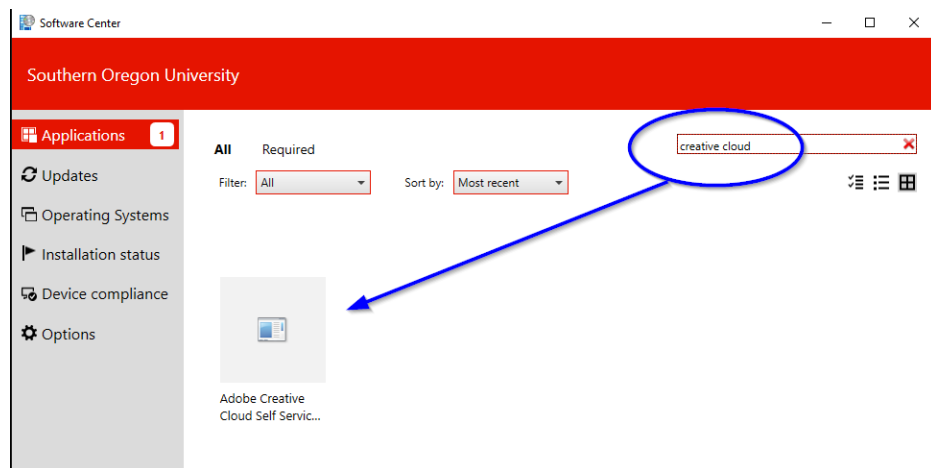 Software Center
Southern Oregon University
Applications 1
Updates
Operating Systems
Installation status
Device compliance
Options
All Required
creative cloud
Filter: All Sort by: Most recent
Adobe Creative
Cloud Self Servic...